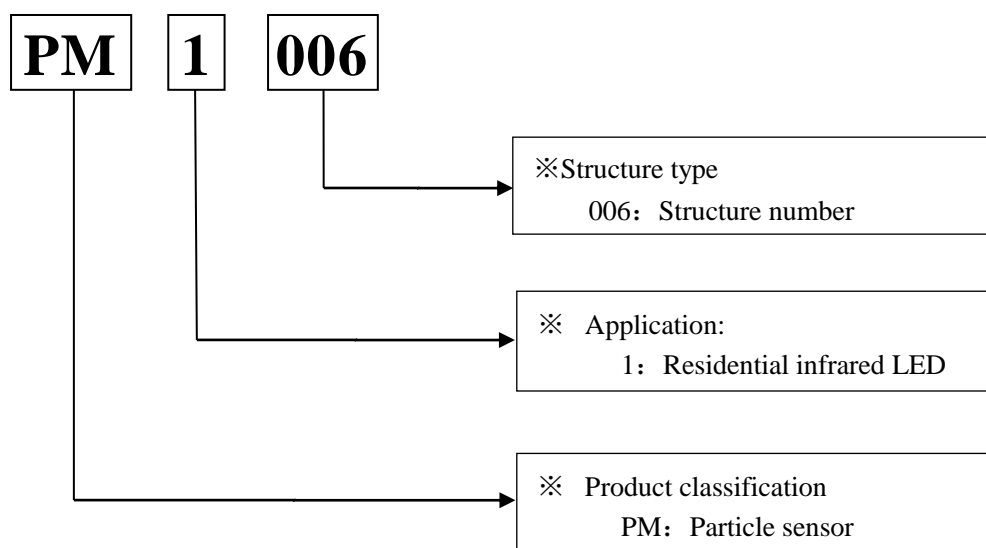 PM 1 006
※Structure type
006：Structure number
※ Application:
1：Residential infrared LED
※ Product classification
PM：Particle sensor